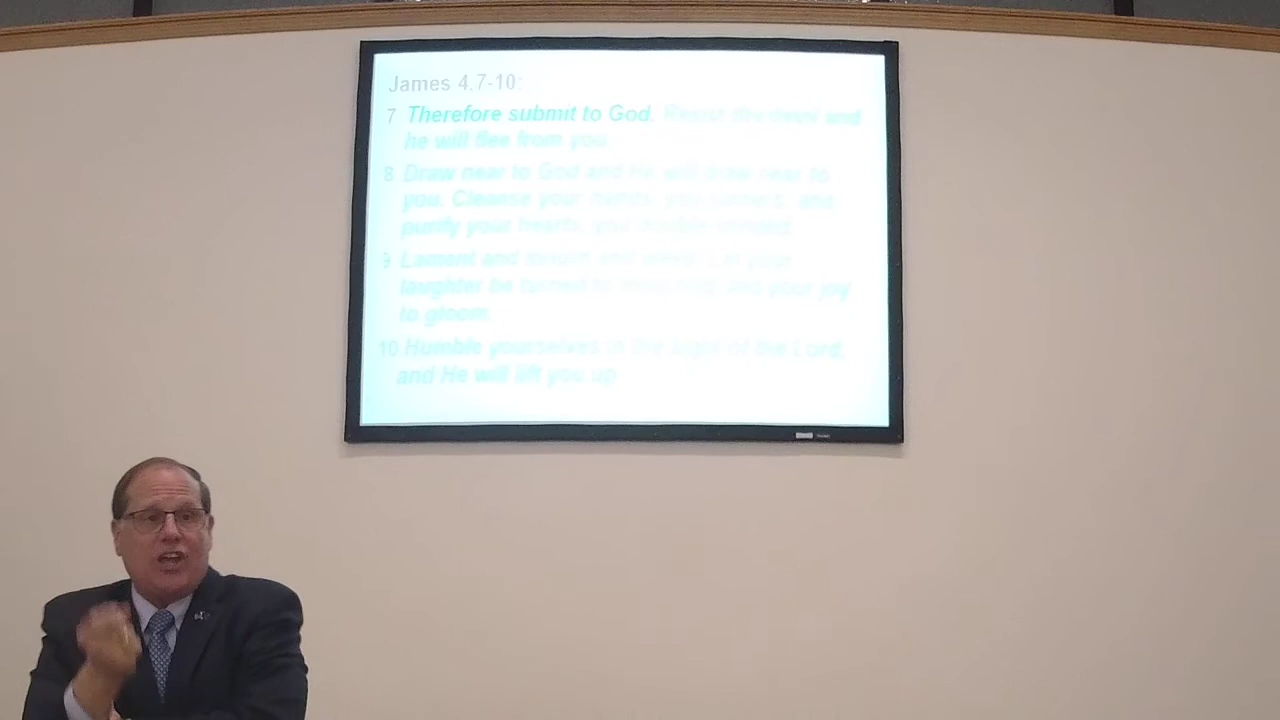 James 4.7-10:
7 Therefore submit to God. Resist the devil and
he will flee from you.
8 Draw near to God and He will draw near to
you. Cleanse your hands, you sinners, and
purify your hearts, you double-minded.
9 Lament and mourn and weep! Let your
laughter be turned to mourning and your joy
to gloom.
10 Humble yourselves in the sight of the Lord,
and He will lift you up